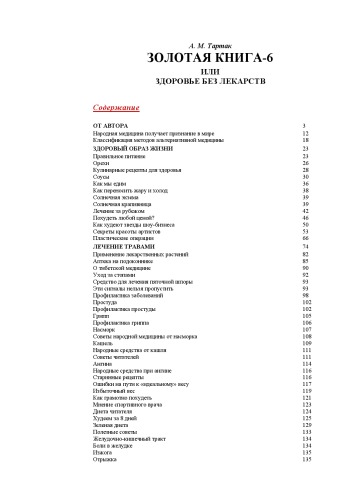 А. М. Тартак
ЗОЛОТАЯ КНИГА-6
ИЛИ
ЗДОРОВЬЕ БЕЗ ЛЕКАРСТВ
Содержание
ОТ АВТОРА 3
Народная медицина получает признание в мире 12
Классификация методов альтернативной медицины 18
ЗДОРОВЫЙ ОБРАЗ ЖИЗНИ 23
Правильное питание 23
Орехи 26
Кулинарные рецепты для здоровья 28
Соусы 30
Как мы едим 36
Как переносить жару и холод 38
Солнечная экзема 39
Солнечная крапивница 39
Лечение за рубежом 42
Похудеть любой ценой? 46
Как худеют звезды шоу-бизнеса 50
Секреты красоты артистов 53
Пластические операции 66
ЛЕЧЕНИЕ ТРАВАМИ 74
Применение лекарственных растений 82
Аптека на подоконнике 85
О тибетской медицине 90
Уход за стопами 92
Средство для лечения пяточной шпоры 93
Эти сигналы нельзя пропустить 93
Профилактика заболеваний 98
Простуда 102
Профилактика простуды 102
Грипп 105
Профилактика гриппа 106
Насморк 107
Советы народной медицины от насморка 108
Кашель 109
Народные средства от кашля 111
Советы читателей 111
Ангина 114
Народные средства при ангине 116
Старинные рецепты 116
Ошибки на пути к «идеальному» весу 117
Избыточный вес 119
Как грамотно похудеть 121
Мнение спортивного врача 123
Диета читателя 124
Худеем за 8 дней 125
Зеленая диета 129
Полезные советы 133
Желудочно-кишечный тракт 134
Боли в желудке 134
Изжога 135
Отрыжка 135